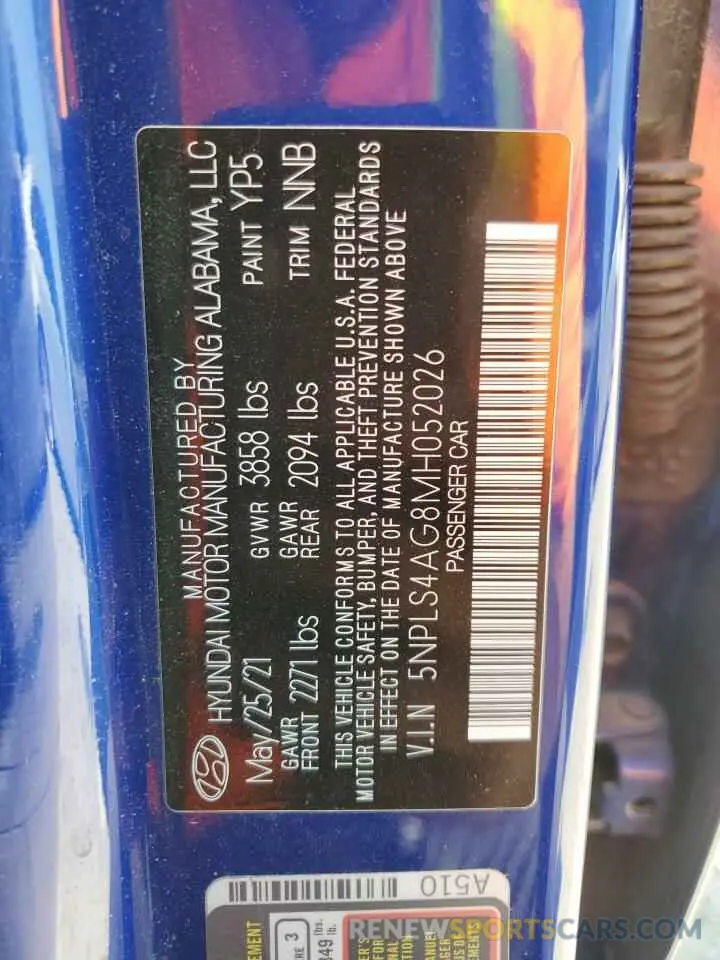 MANUFACTURED BY
HYUNDAI MOTOR MANUFACTURING ALABAMA, LLC
May/25/21 GVWR 3858 lbs PAINT YP5
GAWR FRONT 2271 lbs GAWR REAR 2094 lbs TRIM NNB
THIS VEHICLE CONFORMS TO ALL APPLICABLE U.S.A. FEDERAL
MOTOR VEHICLE SAFETY, BUMPER, AND THEFT PREVENTION STANDARDS
IN EFFECT ON THE DATE OF MANUFACTURE SHOWN ABOVE
V.I.N 5NPLS4AG8MH052026
PASSENGER CAR
A510
RENEWSPORTSCARS.COM